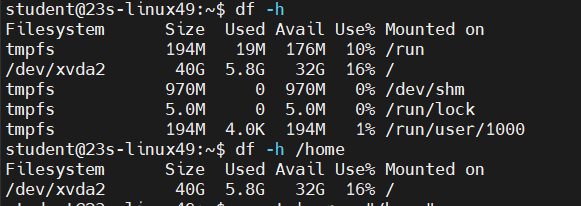 student@23s-linux49:~$ df -h
Filesystem      Size  Used Avail Use% Mounted on
tmpfs           194M   19M  176M  10% /run
/dev/xvda2       40G  5.8G   32G  16% /
tmpfs           970M     0  970M   0% /dev/shm
tmpfs           5.0M     0  5.0M   0% /run/lock
tmpfs           194M  4.0K  194M   1% /run/user/1000
student@23s-linux49:~$ df -h /home
Filesystem      Size  Used Avail Use% Mounted on
/dev/xvda2       40G  5.8G   32G  16% /